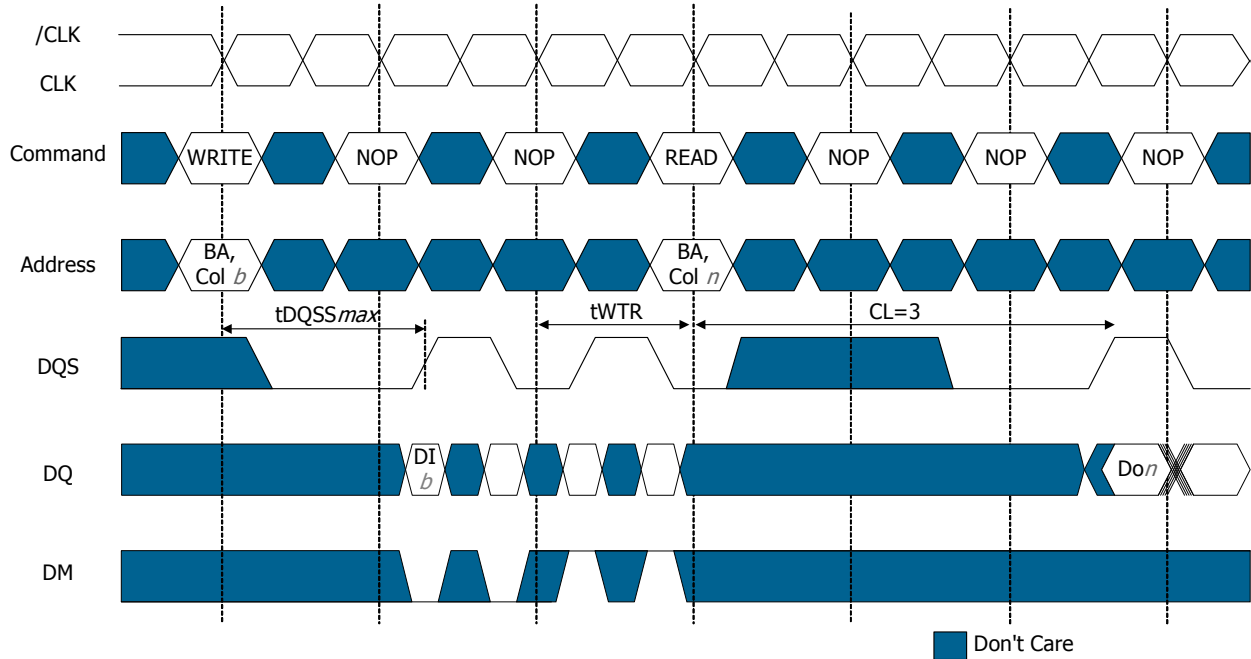 /CLK
CLK
Command
WRITE
NOP
NOP
READ
NOP
NOP
NOP
Address
BA,
Col b
BA,
Col n
tDQSSmax
tWTR
CL=3
DQS
DQ
DI
b
Don
DM
Don't Care